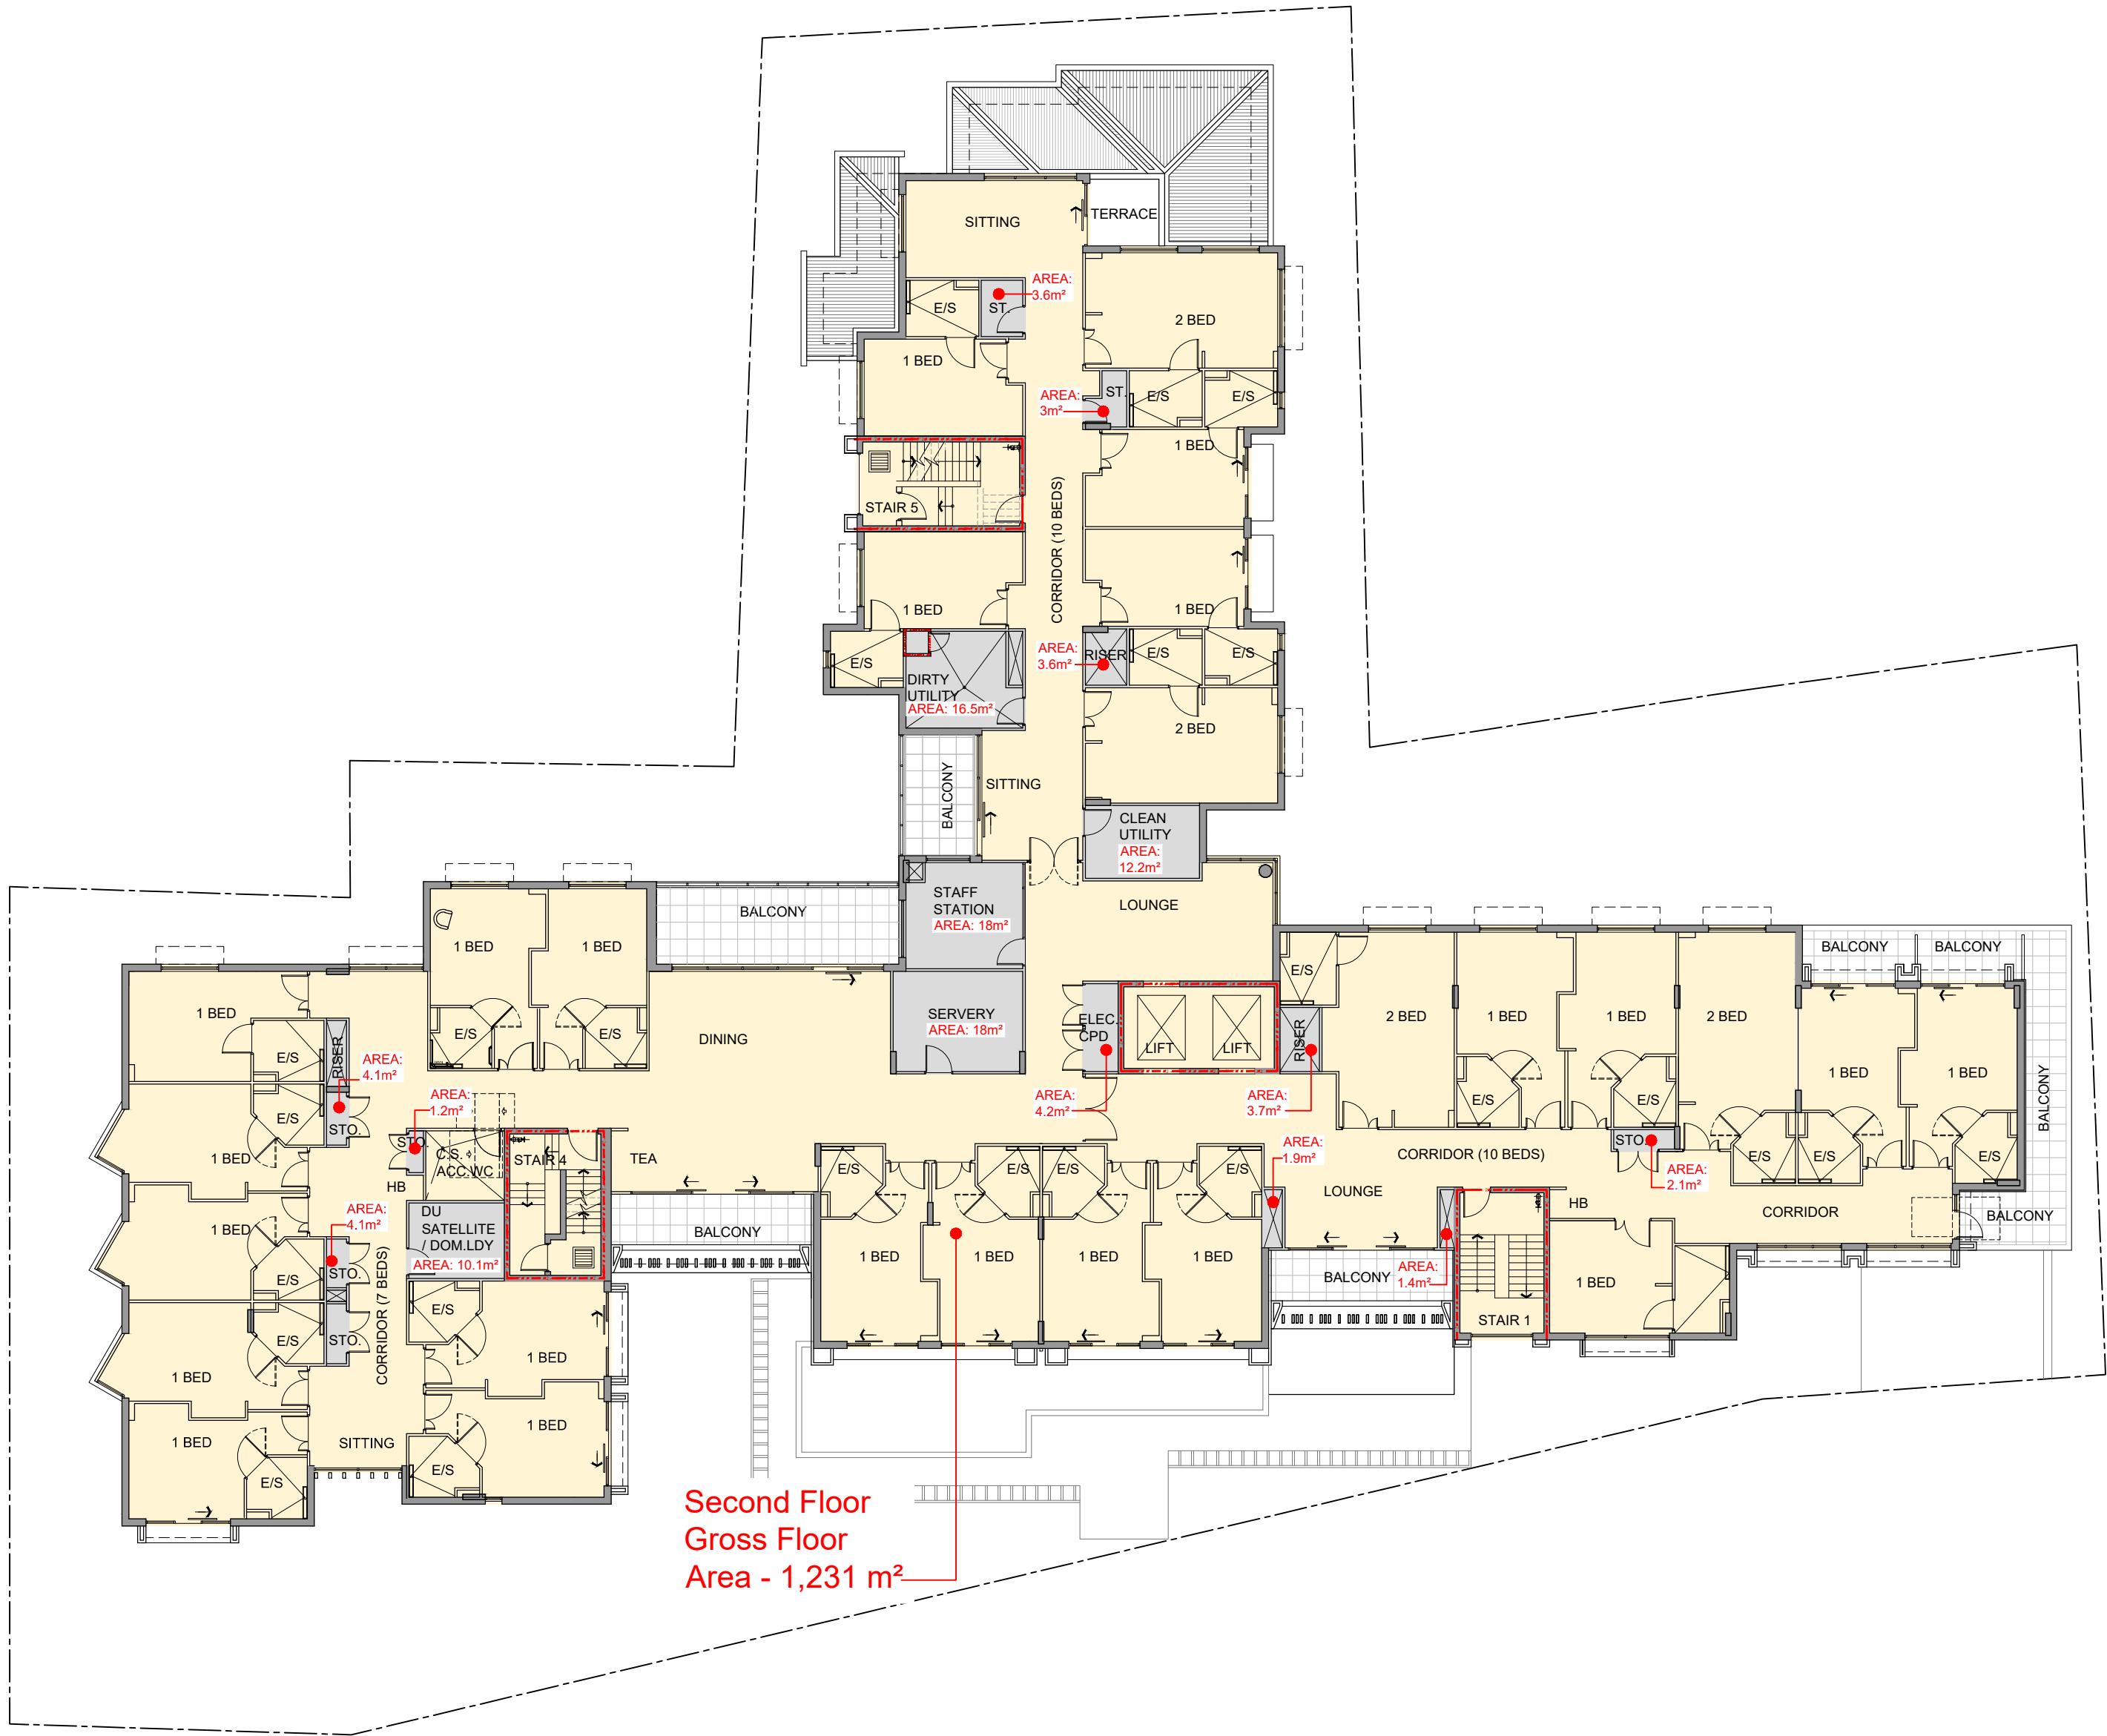 SITTING
TERRACE
AREA:
3.6m²
E/S
ST.
2 BED
1 BED
AREA:
3m²
ST.
E/S
E/S
1 BED
STAIR 5
CORRIDOR (10 BEDS)
1 BED
1 BED
AREA:
3.6m²
RISER
E/S
E/S
E/S
DIRTY
UTILITY
AREA: 16.5m²
2 BED
BALCONY
SITTING
CLEAN
UTILITY
AREA:
12.2m²
STAFF
STATION
AREA: 18m²
LOUNGE
BALCONY
1 BED
1 BED
BALCONY
BALCONY
E/S
1 BED
E/S
E/S
E/S
RISER
AREA:
4.1m²
DINING
SERVERY
AREA: 18m²
ELEC.
CPD
LIFT
LIFT
RISER
2 BED
1 BED
1 BED
2 BED
1 BED
1 BED
BALCONY
AREA:
1.2m²
AREA:
4.2m²
AREA:
3.7m²
E/S
E/S
E/S
STO.
STO.
C.S.
ACC.WC
STAIR 4
TEA
1 BED
HB
E/S
E/S
E/S
E/S
AREA:
1.9m²
CORRIDOR (10 BEDS)
STO.
AREA:
2.1m²
E/S
E/S
E/S
LOUNGE
HB
CORRIDOR
BALCONY
AREA:
4.1m²
DU
SATELLITE
/ DOM.LDY
AREA: 10.1m²
BALCONY
1 BED
1 BED
1 BED
1 BED
1 BED
BALCONY
AREA:
1.4m²
1 BED
STAIR 1
E/S
STO.
CORRIDOR (7 BEDS)
E/S
E/S
STO.
1 BED
1 BED
1 BED
1 BED
SITTING
E/S
E/S
Second Floor
Gross Floor
Area - 1,231 m²